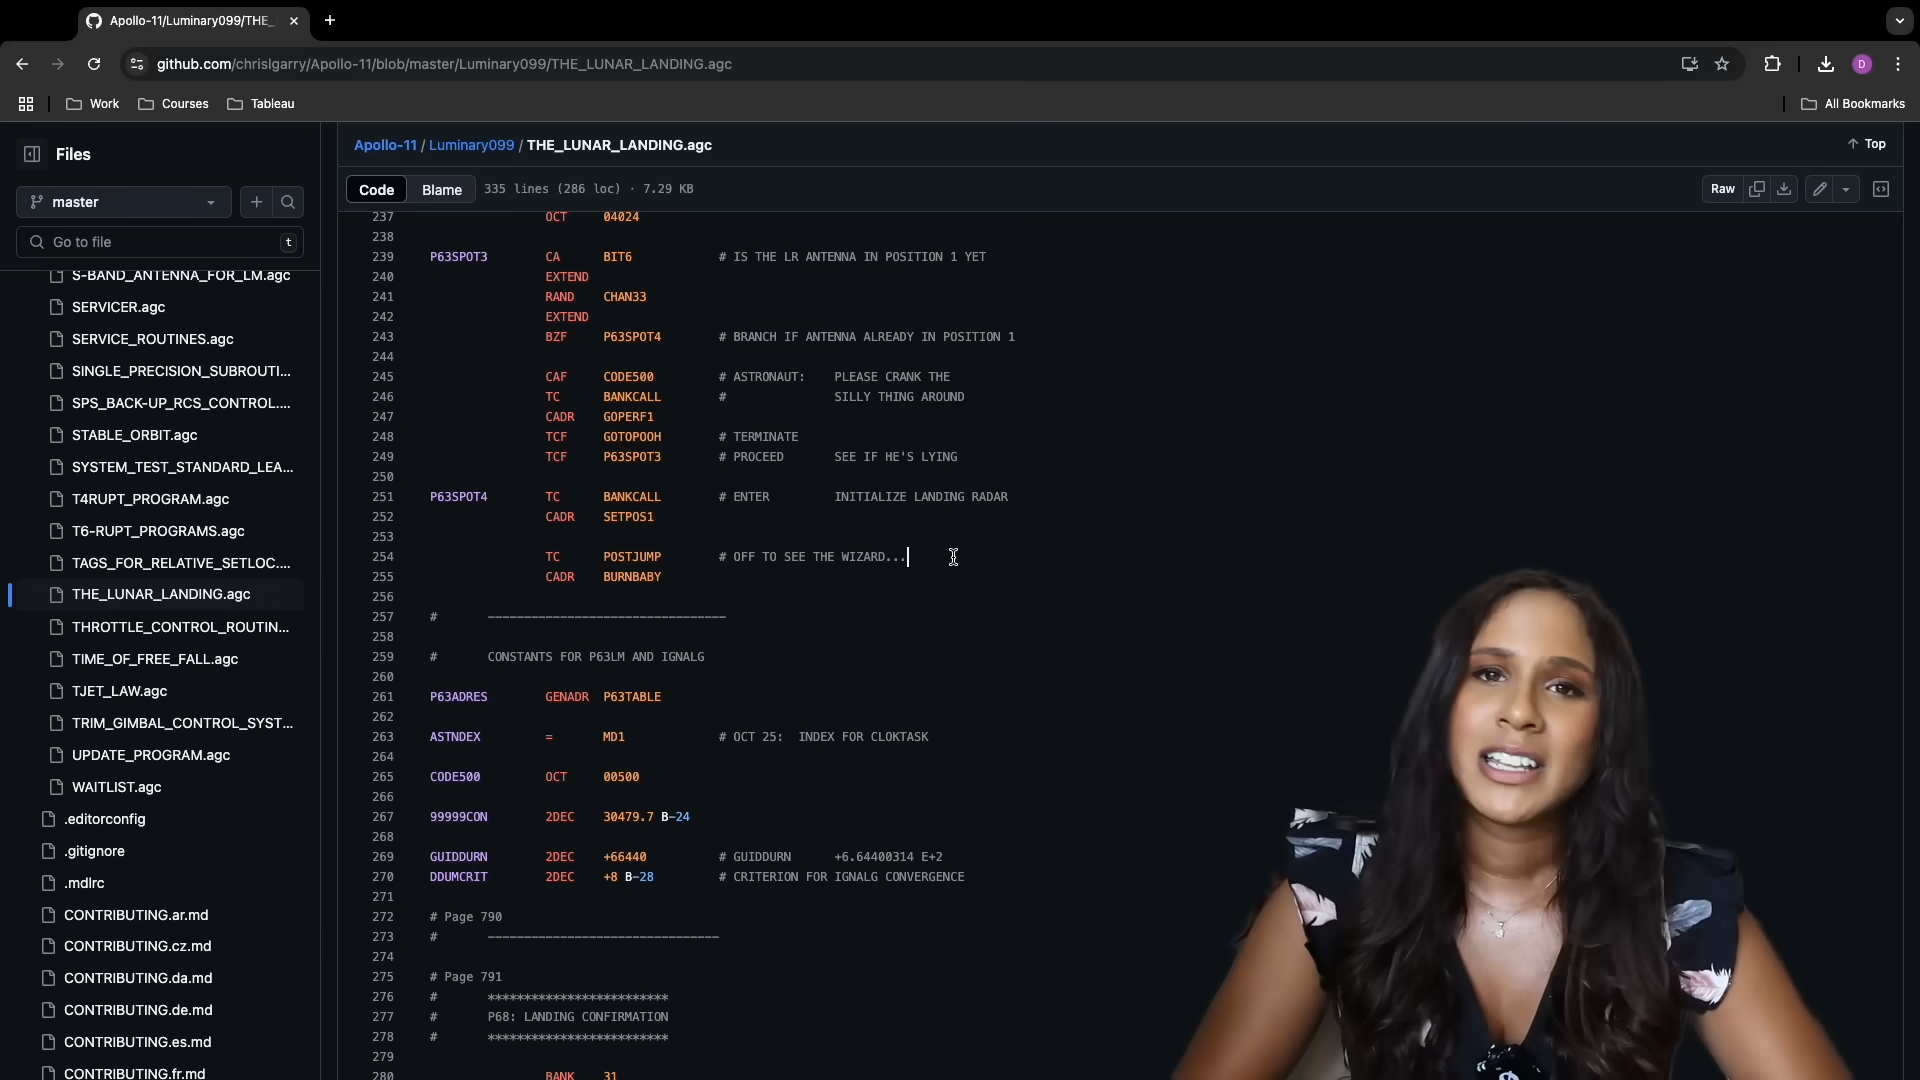 Apollo-11/Luminary099/THE_
github.com/chrislgarry/Apollo-11/blob/master/Luminary099/THE_LUNAR_LANDING.agc
D
Work
Courses
Tableau
All Bookmarks
Files
Apollo-11 / Luminary099 / THE_LUNAR_LANDING.agc
Top
master
Code
Blame
335 lines (286 loc) · 7.29 KB
Raw
Go to file
t
S-BAND_ANTENNA_FOR_LM.agc
SERVICER.agc
SERVICE_ROUTINES.agc
SINGLE_PRECISION_SUBROUTI...
SPS_BACK-UP_RCS_CONTROL....
STABLE_ORBIT.agc
SYSTEM_TEST_STANDARD_LEA...
T4RUPT_PROGRAM.agc
T6-RUPT_PROGRAMS.agc
TAGS_FOR_RELATIVE_SETLOC....
THE_LUNAR_LANDING.agc
THROTTLE_CONTROL_ROUTIN...
TIME_OF_FREE_FALL.agc
TJET_LAW.agc
TRIM_GIMBAL_CONTROL_SYST...
UPDATE_PROGRAM.agc
WAITLIST.agc
.editorconfig
.gitignore
.mdlrc
CONTRIBUTING.ar.md
CONTRIBUTING.cz.md
CONTRIBUTING.da.md
CONTRIBUTING.de.md
CONTRIBUTING.es.md
CONTRIBUTING.fr.md
237 OCT 04024
238
239 P63SPOT3 CA BIT6 # IS THE LR ANTENNA IN POSITION 1 YET
240 EXTEND
241 RAND CHAN33
242 EXTEND
243 BZF P63SPOT4 # BRANCH IF ANTENNA ALREADY IN POSITION 1
244
245 CAF CODE500 # ASTRONAUT: PLEASE CRANK THE
246 TC BANKCALL # SILLY THING AROUND
247 CADR GOPERF1
248 TCF GOTOPOOH # TERMINATE
249 TCF P63SPOT3 # PROCEED SEE IF HE'S LYING
250
251 P63SPOT4 TC BANKCALL # ENTER INITIALIZE LANDING RADAR
252 CADR SETPOS1
253
254 TC POSTJUMP # OFF TO SEE THE WIZARD...
255 CADR BURNBABY
256
257 # ---------------------------------
258
259 # CONSTANTS FOR P63LM AND IGNALG
260
261 P63ADRES GENADR P63TABLE
262
263 ASTNDEX = MD1 # OCT 25: INDEX FOR CLOKTASK
264
265 CODE500 OCT 00500
266
267 99999CON 2DEC 30479.7 B-24
268
269 GUIDDURN 2DEC +66440 # GUIDDURN +6.64400314 E+2
270 DDUMCRIT 2DEC +8 B-28 # CRITERION FOR IGNALG CONVERGENCE
271
272 # Page 790
273 # --------------------------------
274
275 # Page 791
276 # *************************
277 # P68: LANDING CONFIRMATION
278 # *************************
279
280 BANK 31